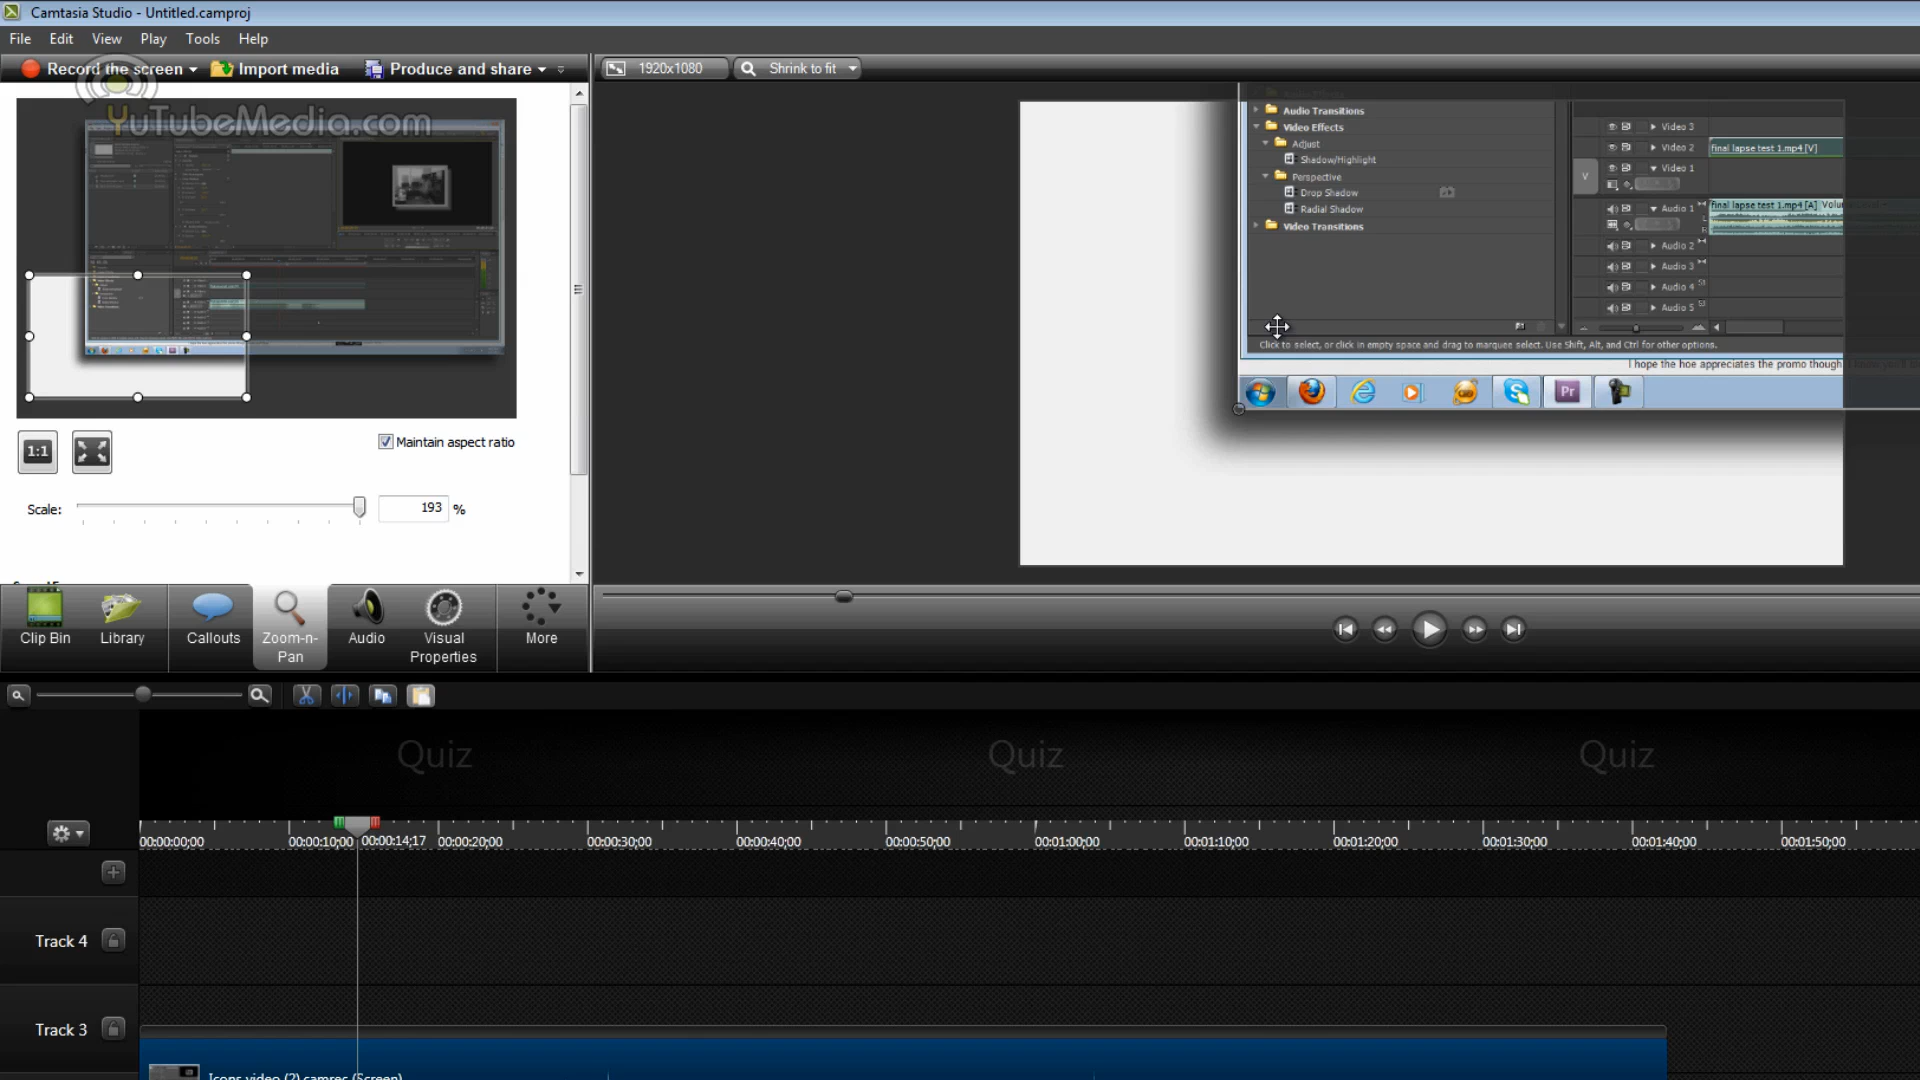 Camtasia Studio - Untitled.camproj
File Edit View Play Tools Help
Record the screen Import media Produce and share
1920x1080 Shrink to fit
YuTubeMedia.com
Audio Transitions
Video Effects
Adjust
Shadow/Highlight
Perspective
Drop Shadow
Radial Shadow
Video Transitions
Video 3
Video 2 final lapse test 1.mp4 [V]
V Video 1
Audio 1 final lapse test 1.mp4 [A]
Audio 2
Audio 3
Audio 4
Audio 5
Click to select, or click in empty space and drag to marquee select. Use Shift, Alt, and Ctrl for other options.
I hope the hoe appreciates the promo though
Pr
1:1
Maintain aspect ratio
Scale: 193 %
Clip Bin Library Callouts Zoom-n-Pan Audio Visual Properties More
Quiz Quiz Quiz
00:00:00;00 00:00:10;00 00:00:14;17 00:00:20;00 00:00:30;00 00:00:40;00 00:00:50;00 00:01:00;00 00:01:10;00 00:01:20;00 00:01:30;00 00:01:40;00 00:01:50;00
Track 4
Track 3
Icons video (2).camrec (Screen)